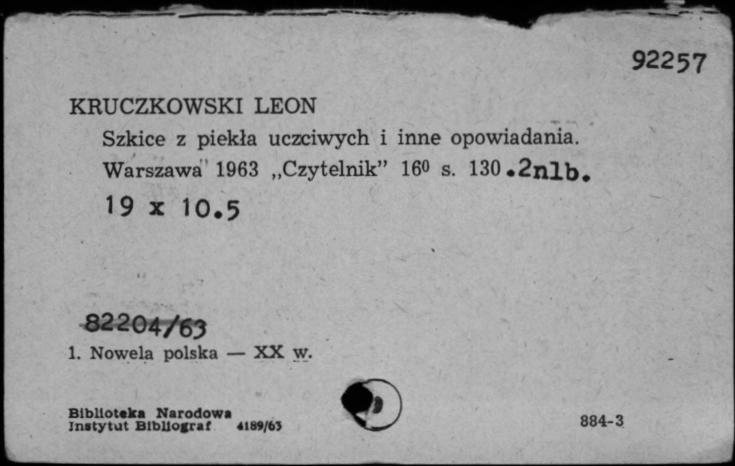 92257
KRUCZKOWSKI LEON
Szkice z piekła uczciwych i inne opowiadania.
Warszawa 1963 „Czytelnik” 16⁰ s. 130.2nlb.
19 x 10.5
82204/63
1. Nowela polska — XX w.
Biblioteka Narodowa
Instytut Bibliograf 4189/63
884-3